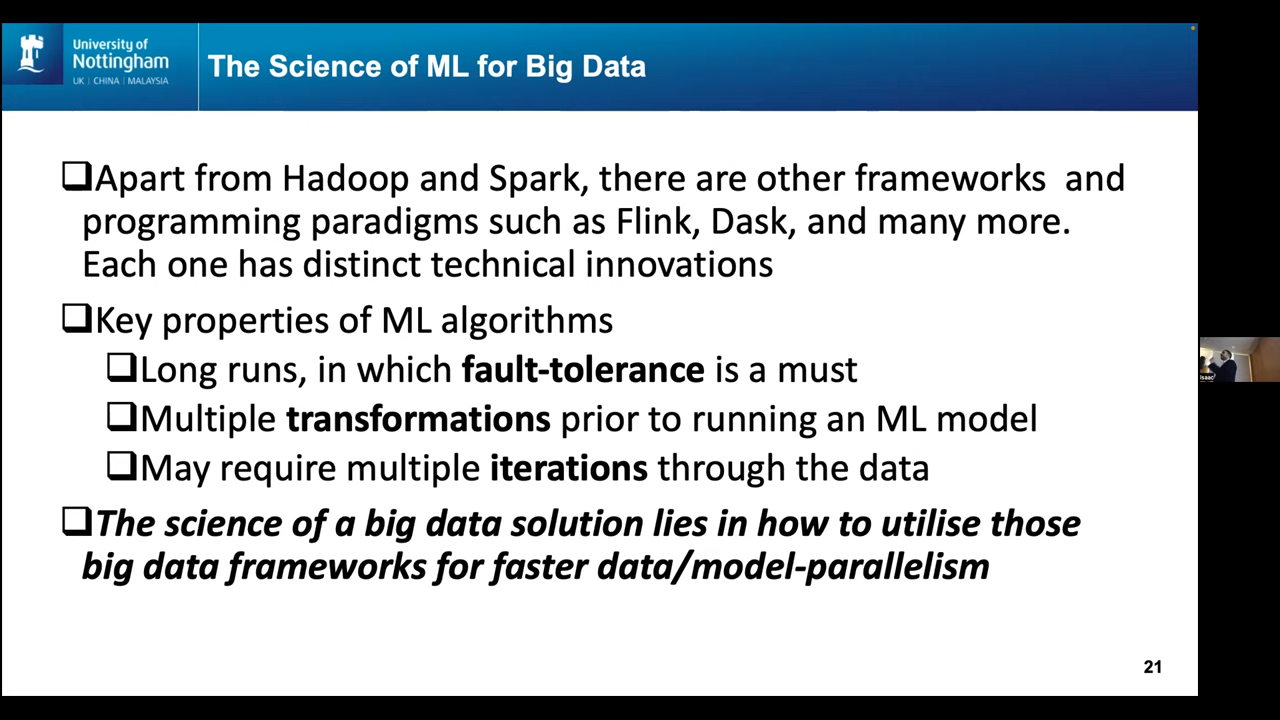 University of
Nottingham
UK | CHINA | MALAYSIA
The Science of ML for Big Data
Apart from Hadoop and Spark, there are other frameworks and
programming paradigms such as Flink, Dask, and many more.
Each one has distinct technical innovations
Key properties of ML algorithms
Long runs, in which fault-tolerance is a must
Multiple transformations prior to running an ML model
May require multiple iterations through the data
The science of a big data solution lies in how to utilise those
big data frameworks for faster data/model-parallelism
Isaac
21